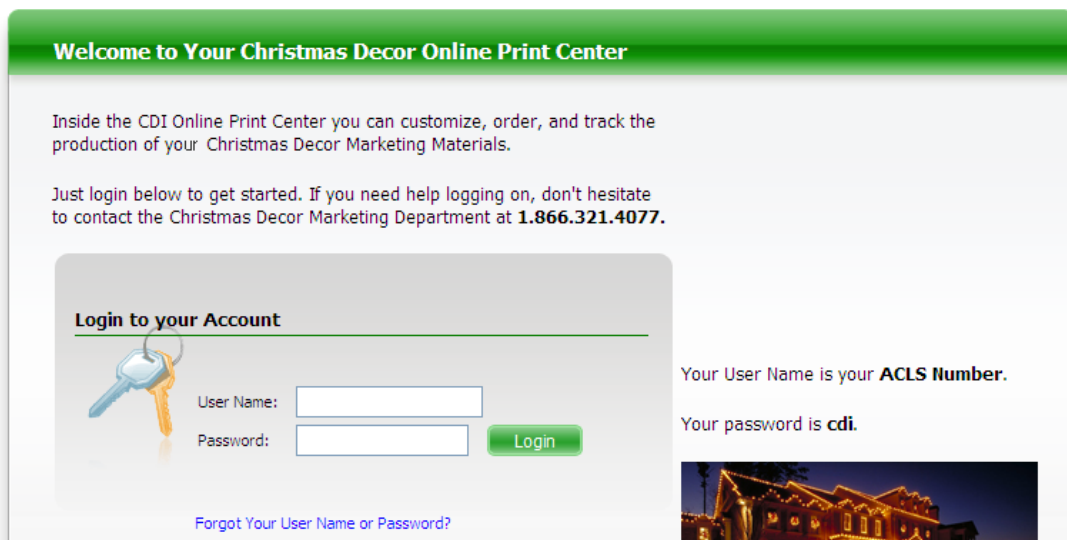 Welcome to Your Christmas Decor Online Print Center
Inside the CDI Online Print Center you can customize, order, and track the
production of your Christmas Decor Marketing Materials.
Just login below to get started. If you need help logging on, don't hesitate
to contact the Christmas Decor Marketing Department at 1.866.321.4077.
Login to your Account
User Name:
Password:
Login
Forgot Your User Name or Password?
Your User Name is your ACLS Number.
Your password is cdi.